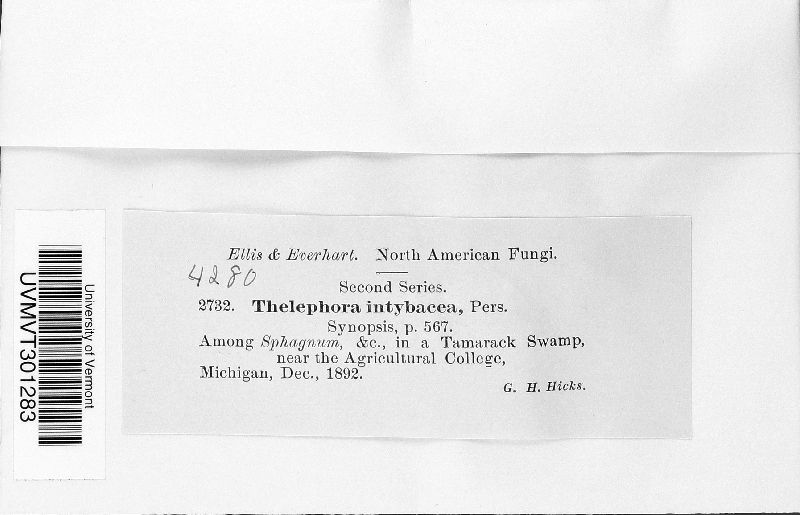 Ellis & Everhart. North American Fungi.
4280
Second Series.
2732. Thelephora intybacea, Pers.
Synopsis, p. 567.
Among Sphagnum, &c., in a Tamarack Swamp,
near the Agricultural College,
Michigan, Dec., 1892.
G. H. Hicks.
University of Vermont
UVMVT301283